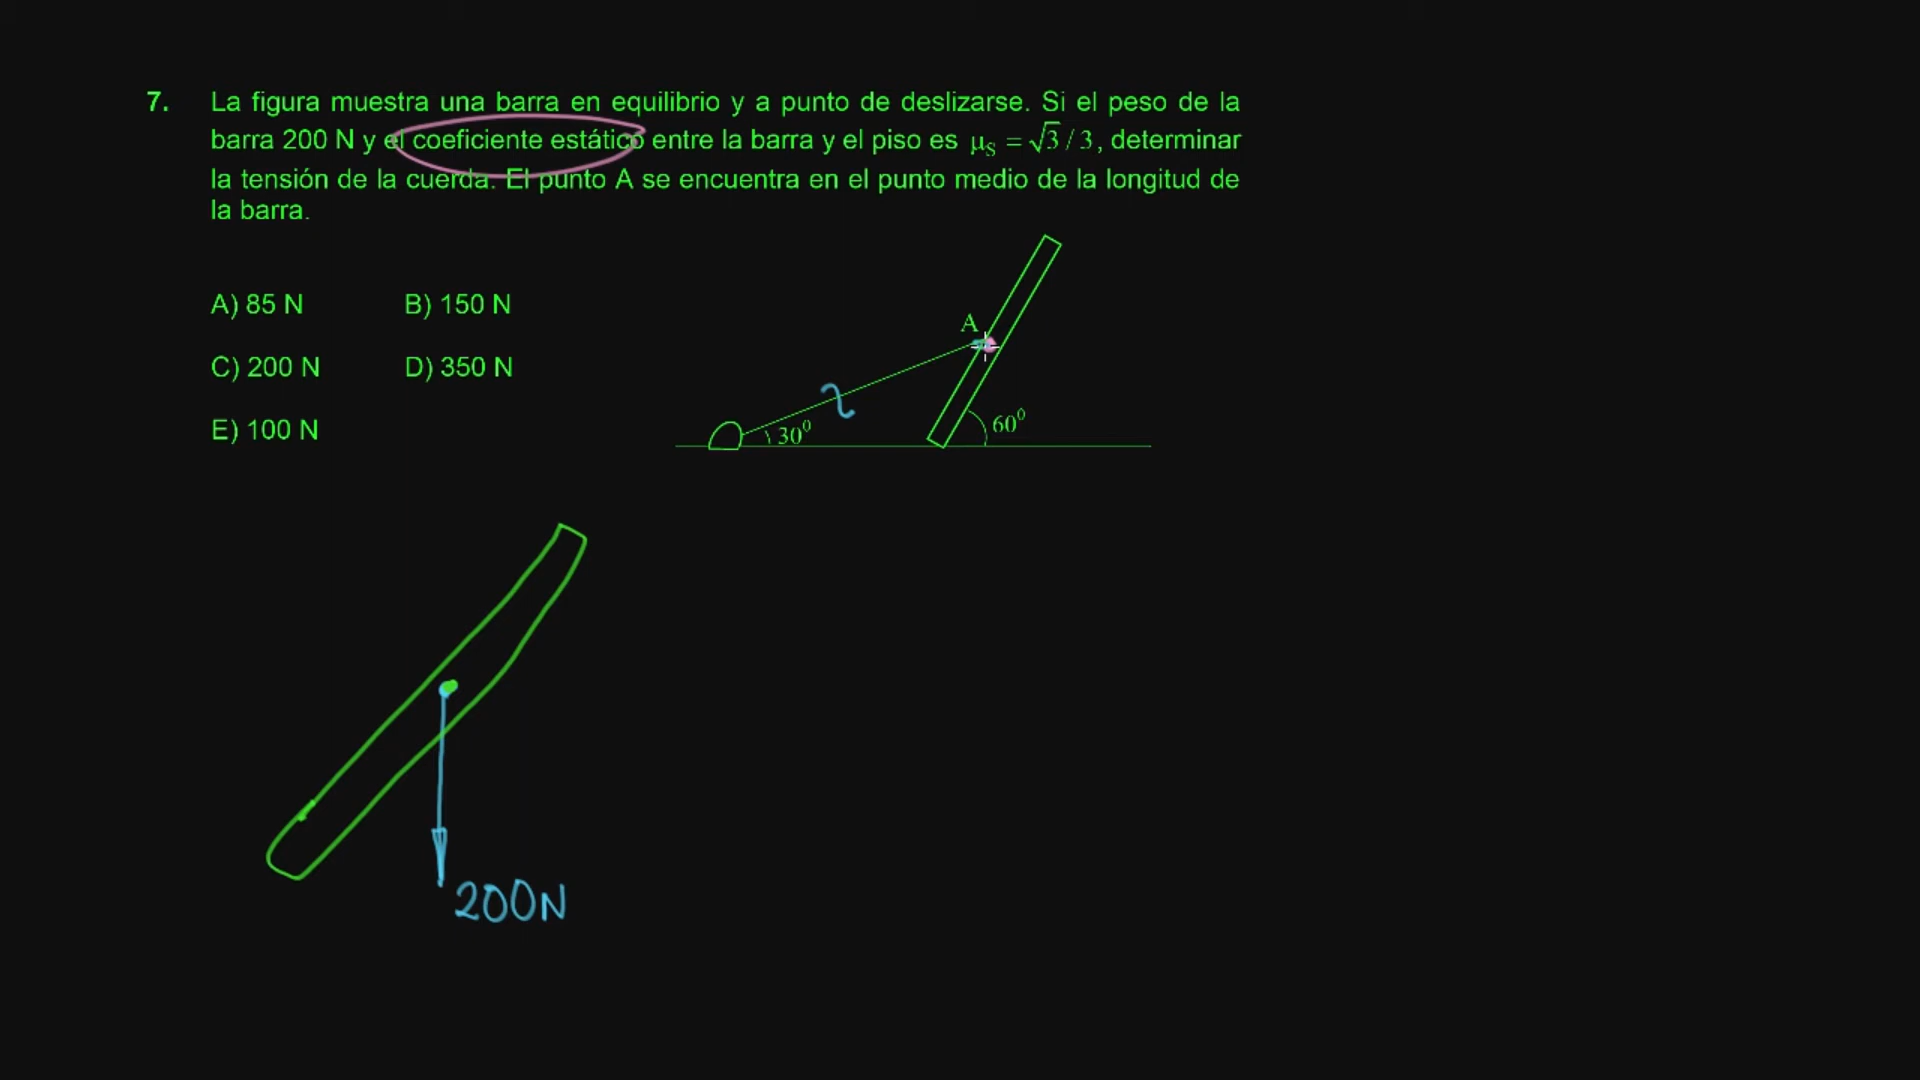 7. La figura muestra una barra en equilibrio y a punto de deslizarse. Si el peso de la
barra 200 N y el coeficiente estático entre la barra y el piso es μS = √3 / 3, determinar
la tensión de la cuerda. El punto A se encuentra en el punto medio de la longitud de
la barra.
A) 85 N B) 150 N
C) 200 N D) 350 N
E) 100 N
A
30⁰
60⁰
200N